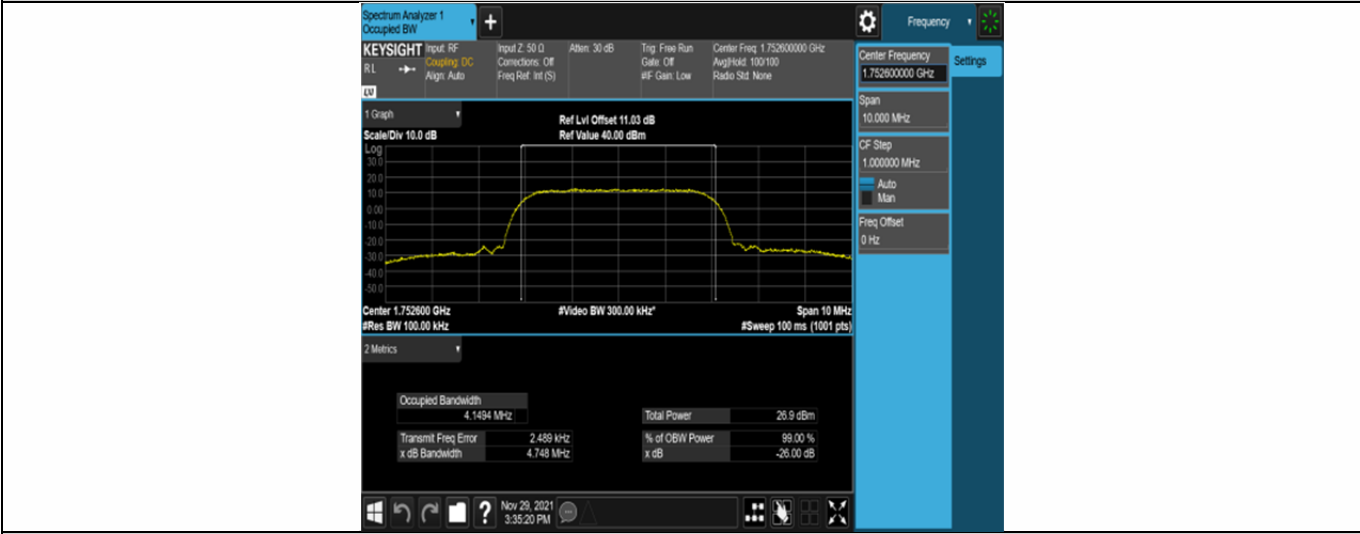 Spectrum Analyzer 1
Occupied BW
+
Frequency
KEYSIGHT
RL
Input: RF
Coupling: DC
Align: Auto
Input Z: 50 Ω
Corrections: Off
Freq Ref: Int (S)
Atten: 30 dB
Trig: Free Run
Gate: Off
#IF Gain: Low
Center Freq: 1.752600000 GHz
Avg|Hold: 100/100
Radio Std: None
Center Frequency
1.752600000 GHz
Settings
Span
10.000 MHz
CF Step
1.000000 MHz
Auto
Man
Freq Offset
0 Hz
1 Graph
Scale/Div 10.0 dB
Ref Lvl Offset 11.03 dB
Ref Value 40.00 dBm
Log
30.0
20.0
10.0
0.00
-10.0
-20.0
-30.0
-40.0
-50.0
Center 1.752600 GHz
#Res BW 100.00 kHz
#Video BW 300.00 kHz*
Span 10 MHz
#Sweep 100 ms (1001 pts)
2 Metrics
Occupied Bandwidth
4.1494 MHz
Transmit Freq Error 2.489 kHz
x dB Bandwidth 4.748 MHz
Total Power 26.9 dBm
% of OBW Power 99.00 %
x dB -26.00 dB
?
Nov 29, 2021
3:35:20 PM